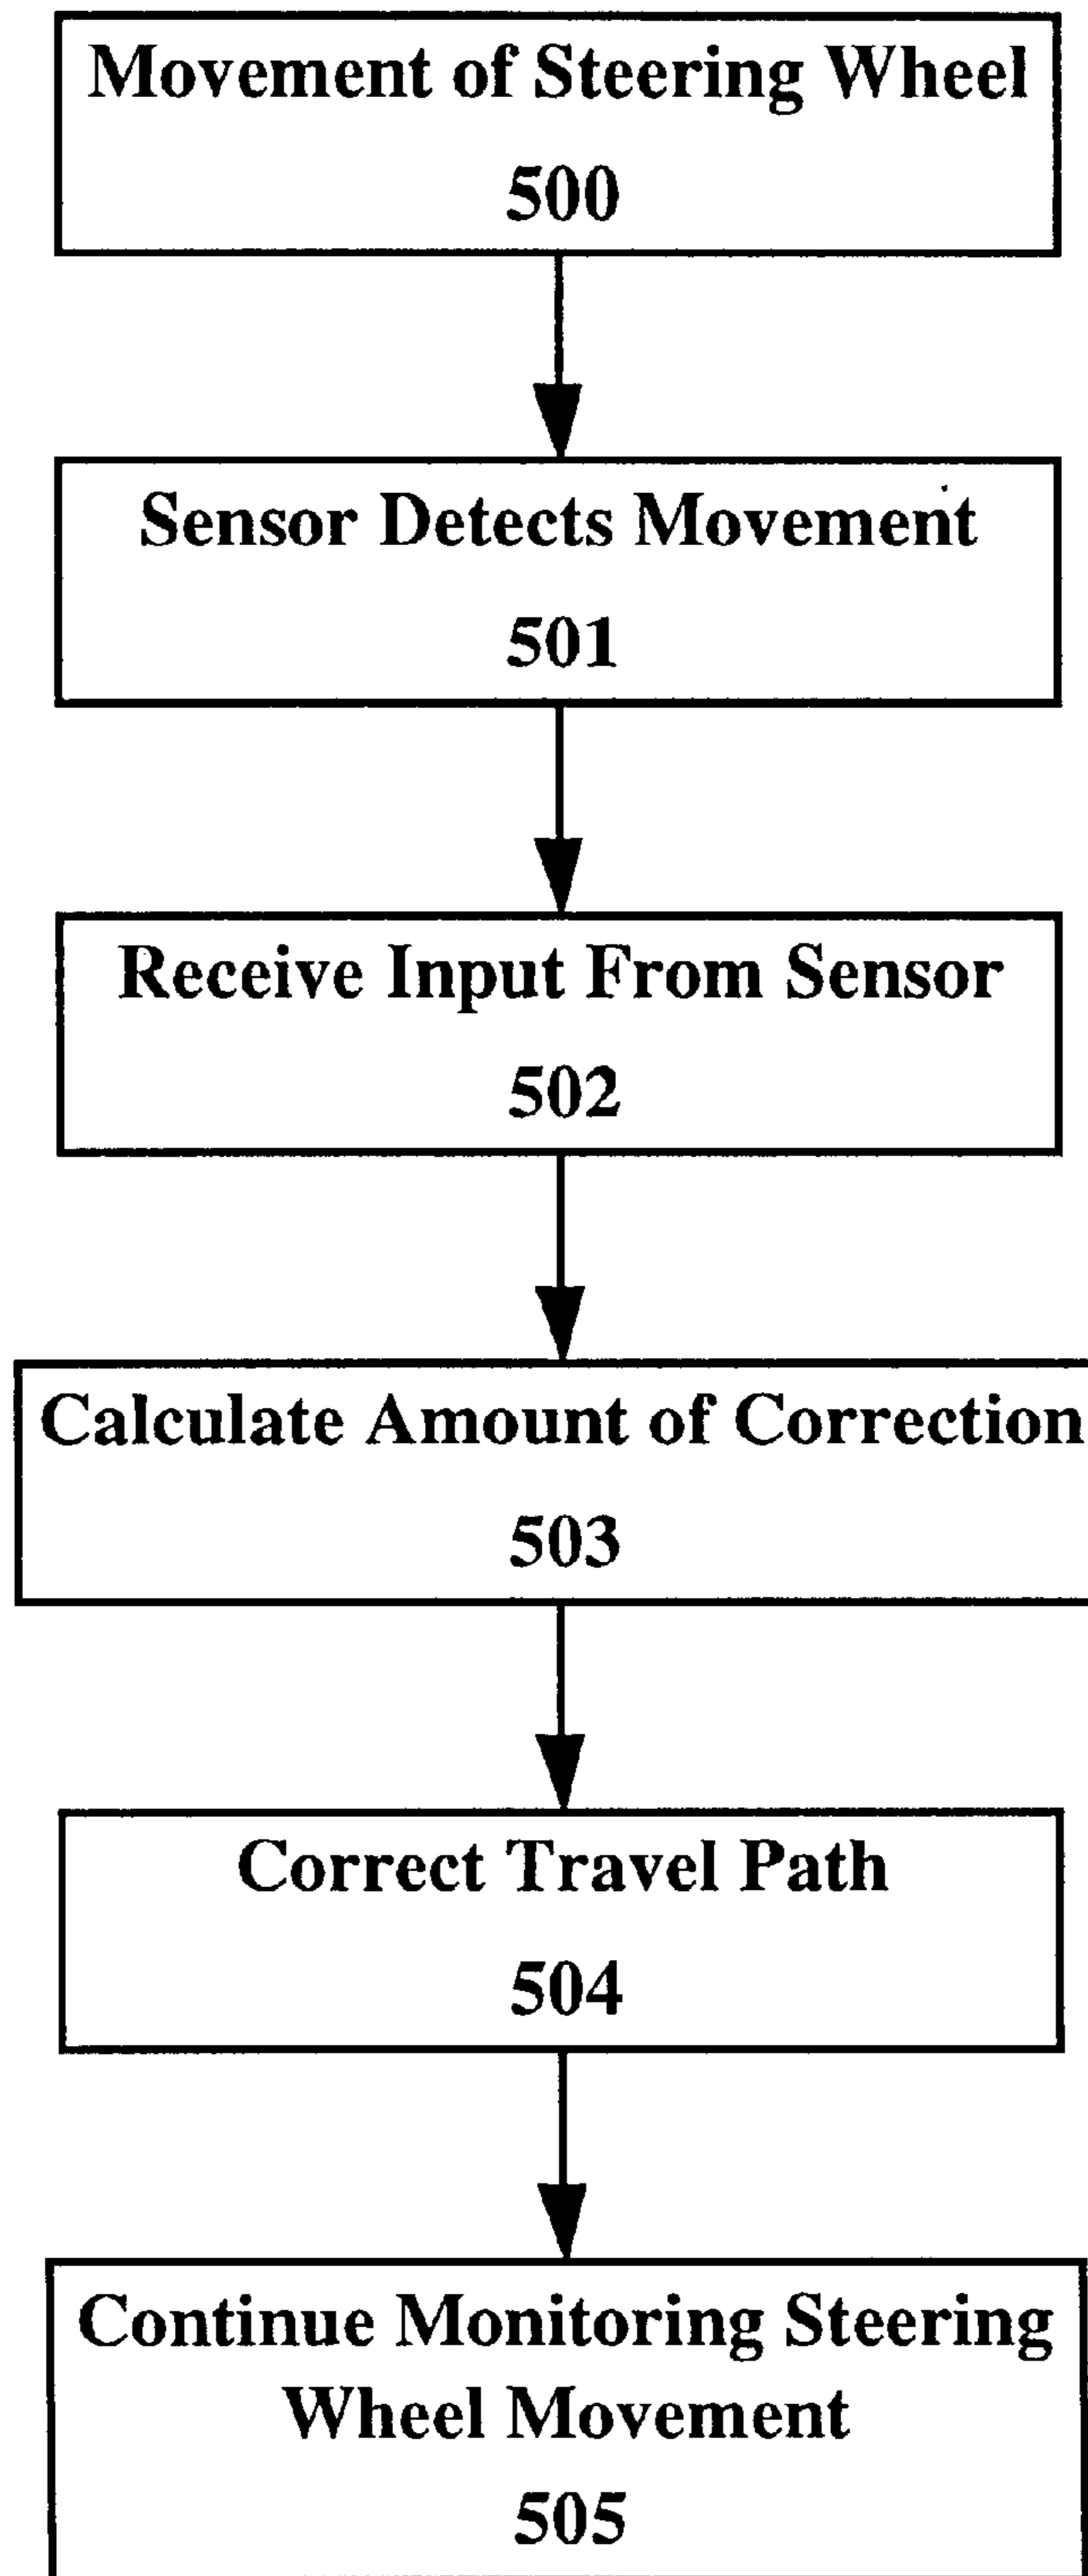 Movement of Steering Wheel
500
Sensor Detects Movement
501
Receive Input From Sensor
502
Calculate Amount of Correction
503
Correct Travel Path
504
Continue Monitoring Steering
Wheel Movement
505